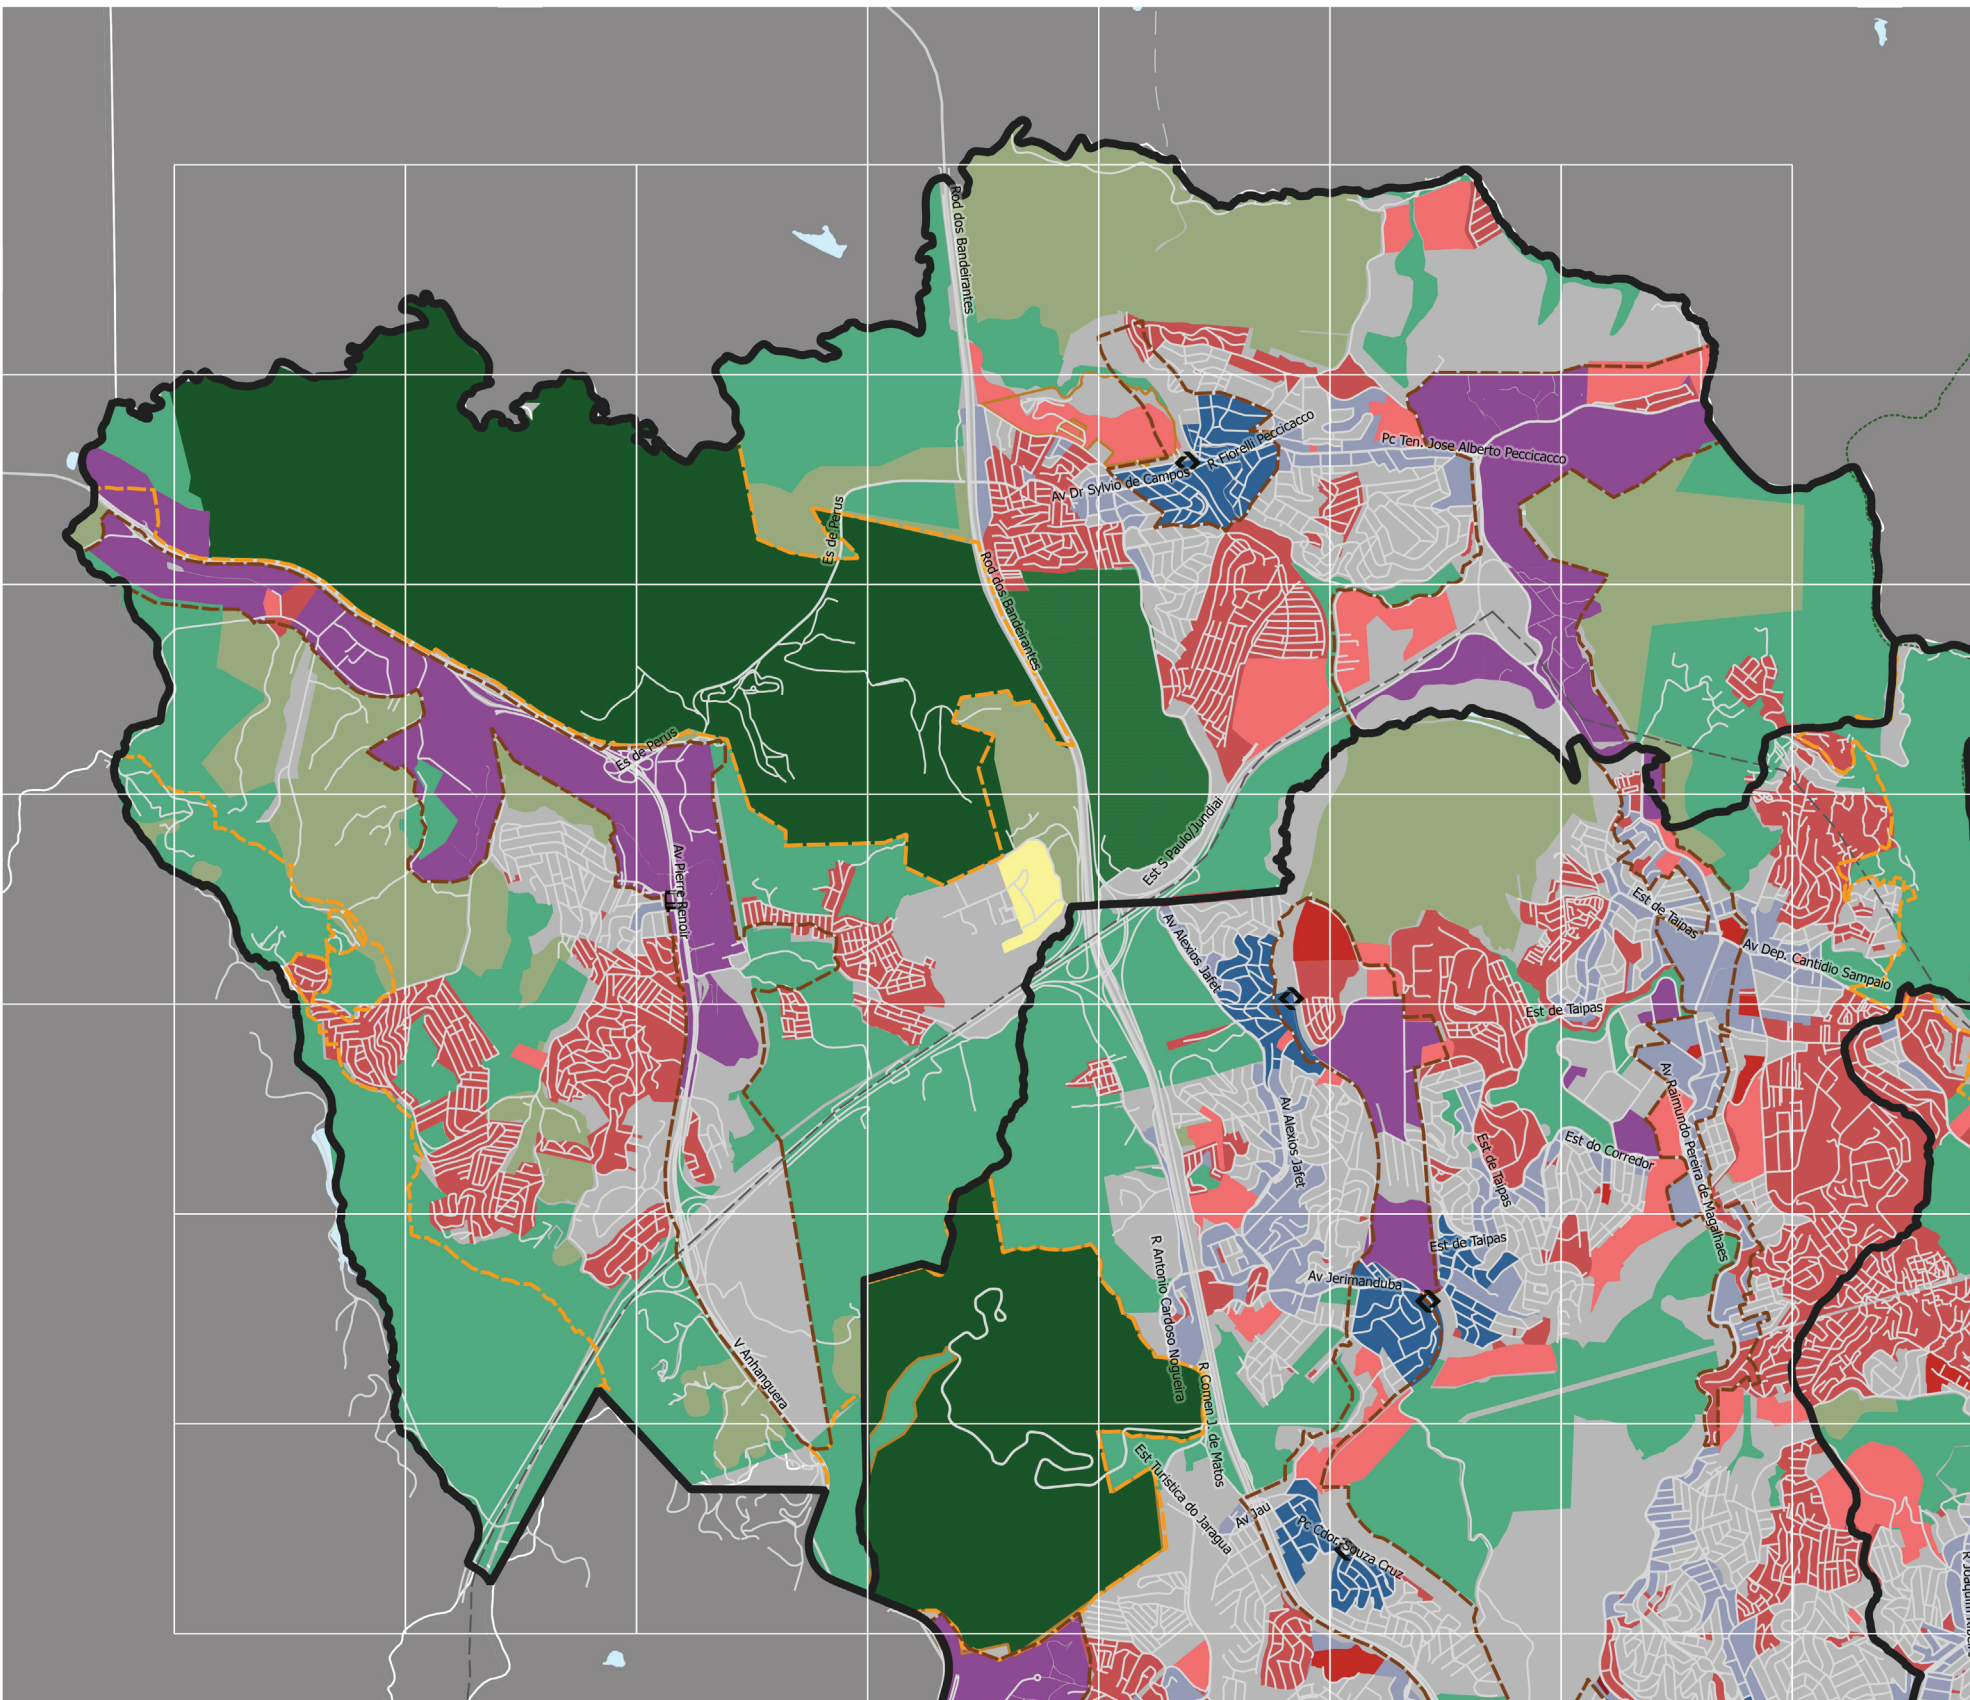 Rod dos Bandeirantes
R Fiorelli Peccicacco
Pc Ten. Jose Alberto Peccicacco
Av Dr Sylvio de Campos
Es de Perus
Rod dos Bandeirantes
Es de Perus
Est S Paulo/Jundiai
Av Pierre Renoir
Est de Taipas
Av Alexios Jafet
Av Dep. Cantidio Sampaio
Est de Taipas
Av Raimundo Pereira de Magalhaes
Av Alexios Jafet
Est de Taipas
Est do Corredor
R Antonio Cardoso Nogueira
Est de Taipas
Av Jerimanduba
V Anhanguera
R Comen J. de Matos
Est Turistica do Jaragua
Av Jau
Pc Cdor. Souza Cruz